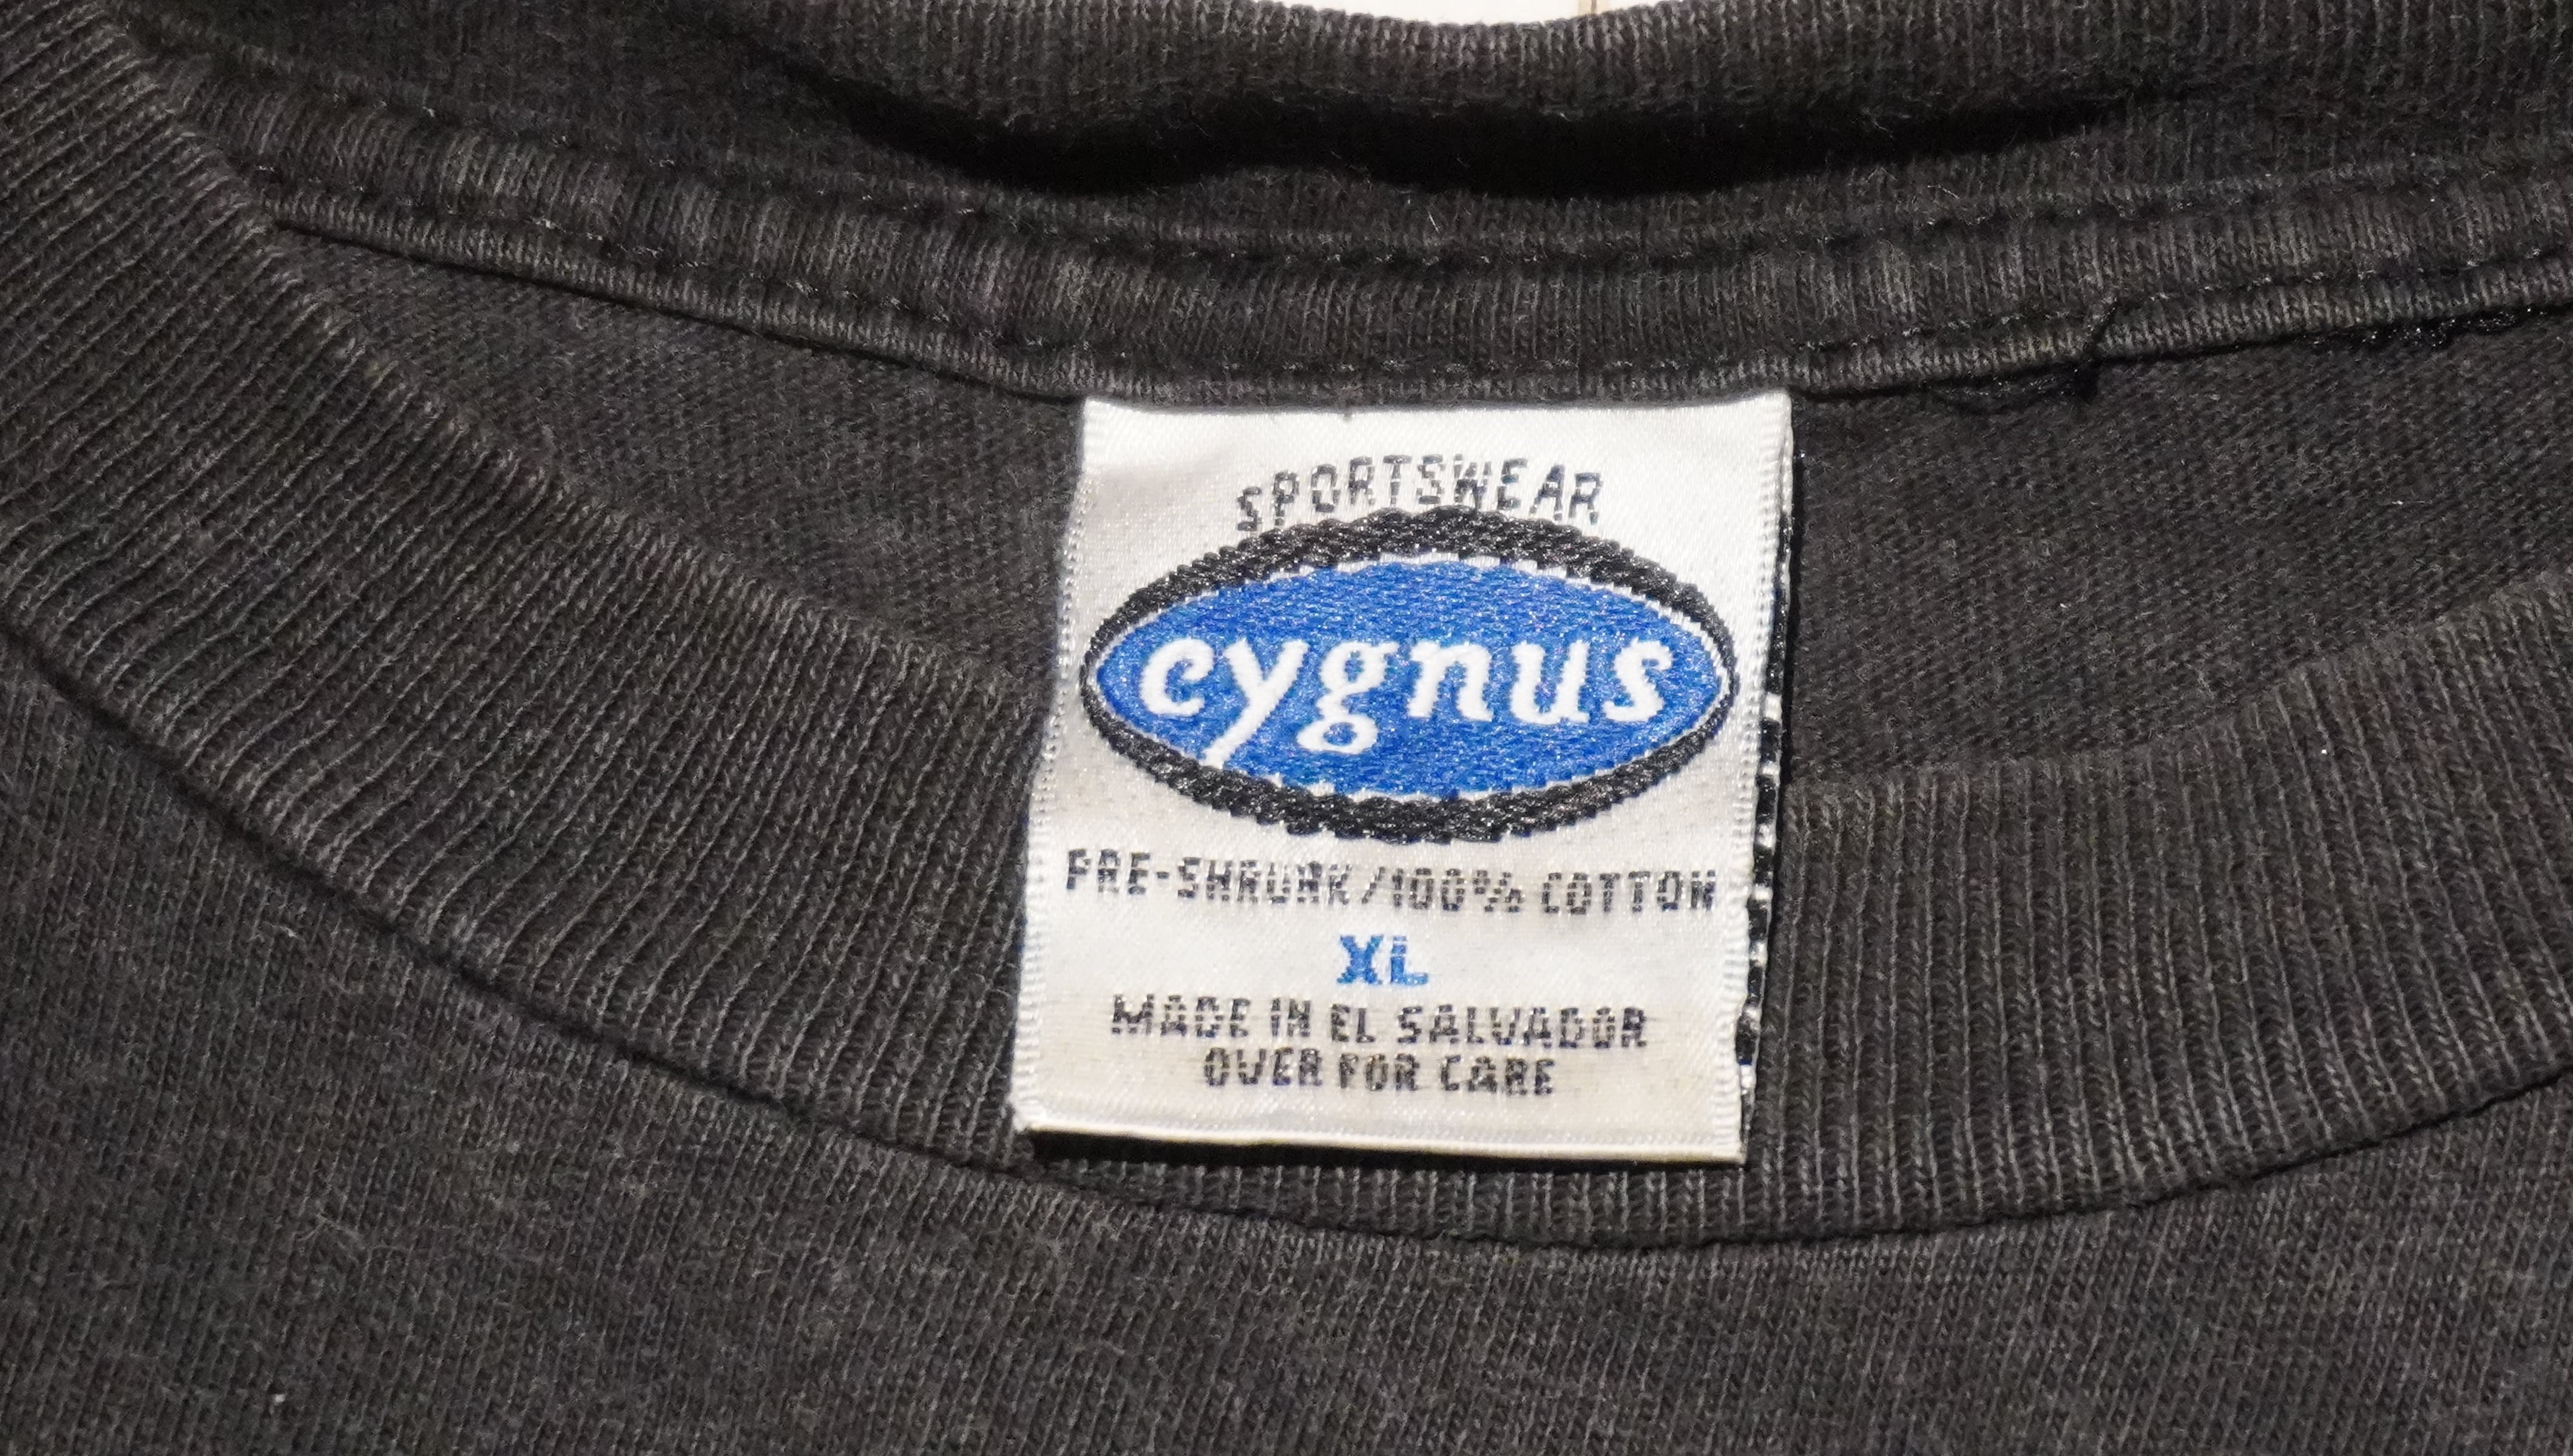 SPORTSWEAR
cygnus
PRE-SHRUNK/100% COTTON
XL
MADE IN EL SALVADOR
OVER FOR CARE